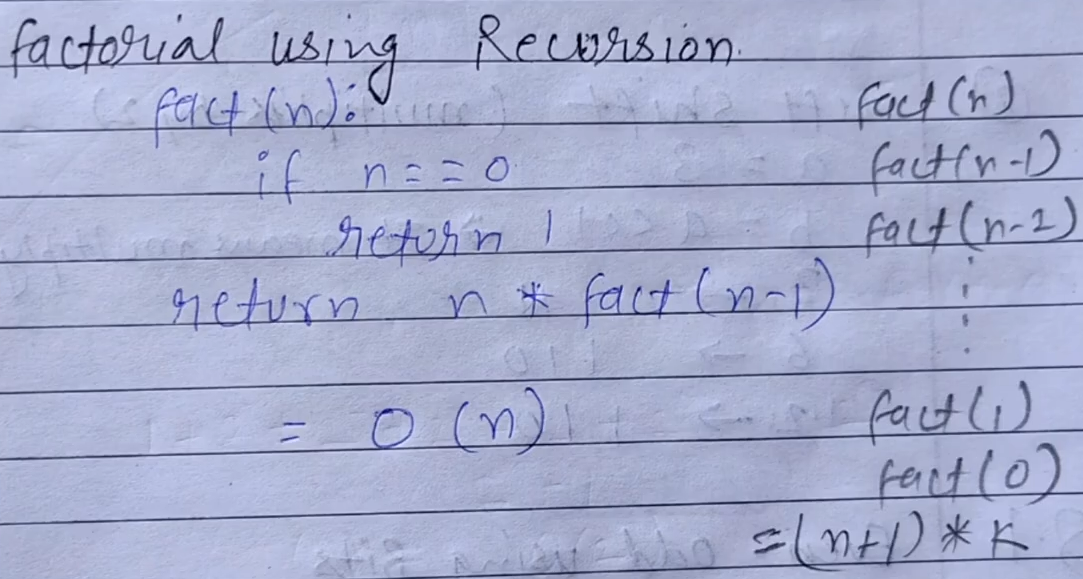 factorial using Recursion.
fact(n):
if n==0
return 1
return n * fact(n-1)
= O(n)
fact(n)
fact(n-1)
fact(n-2)
fact(1)
fact(0)
=(n+1)*K